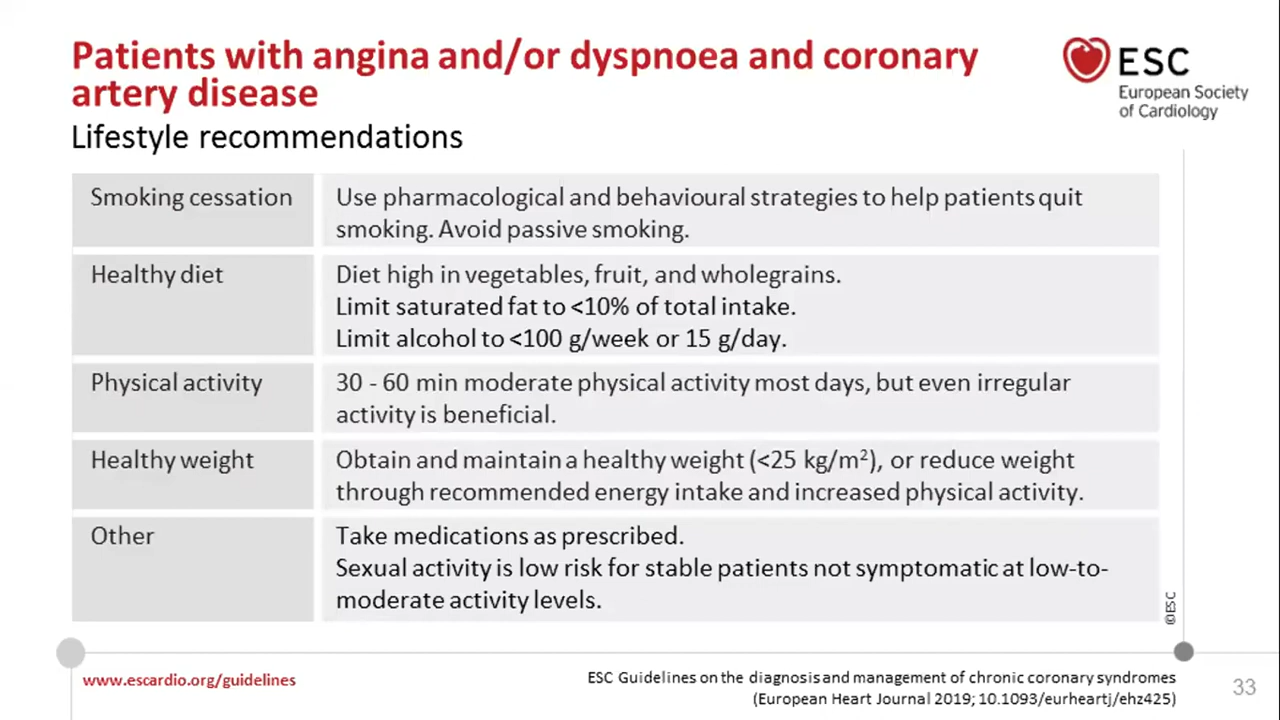 Patients with angina and/or dyspnoea and coronary
artery disease
Lifestyle recommendations
ESC
European Society
of Cardiology
Smoking cessation
Use pharmacological and behavioural strategies to help patients quit
smoking. Avoid passive smoking.
Healthy diet
Diet high in vegetables, fruit, and wholegrains.
Limit saturated fat to <10% of total intake.
Limit alcohol to <100 g/week or 15 g/day.
Physical activity
30 - 60 min moderate physical activity most days, but even irregular
activity is beneficial.
Healthy weight
Obtain and maintain a healthy weight (<25 kg/m²), or reduce weight
through recommended energy intake and increased physical activity.
Other
Take medications as prescribed.
Sexual activity is low risk for stable patients not symptomatic at low-to-
moderate activity levels.
©ESC
www.escardio.org/guidelines
ESC Guidelines on the diagnosis and management of chronic coronary syndromes
(European Heart Journal 2019; 10.1093/eurheartj/ehz425)
33